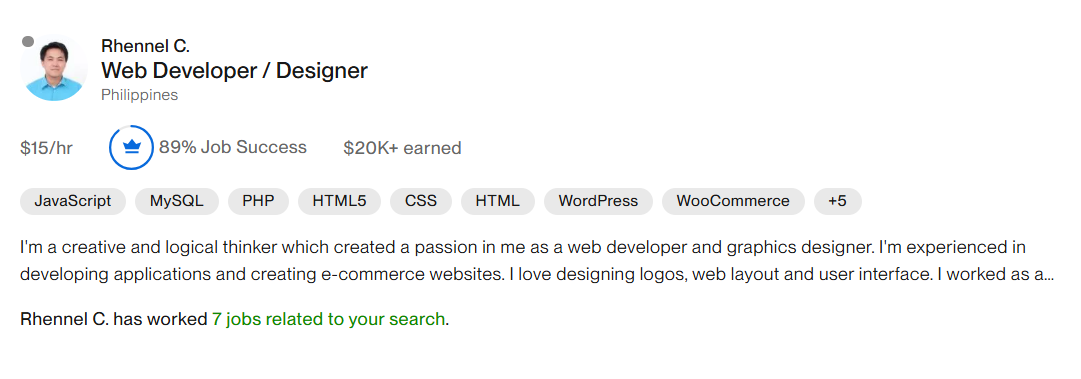 Rhennel C.
Web Developer / Designer
Philippines
$15/hr 89% Job Success $20K+ earned
JavaScript MySQL PHP HTML5 CSS HTML WordPress WooCommerce +5
I'm a creative and logical thinker which created a passion in me as a web developer and graphics designer. I'm experienced in
developing applications and creating e-commerce websites. I love designing logos, web layout and user interface. I worked as a...
Rhennel C. has worked 7 jobs related to your search.